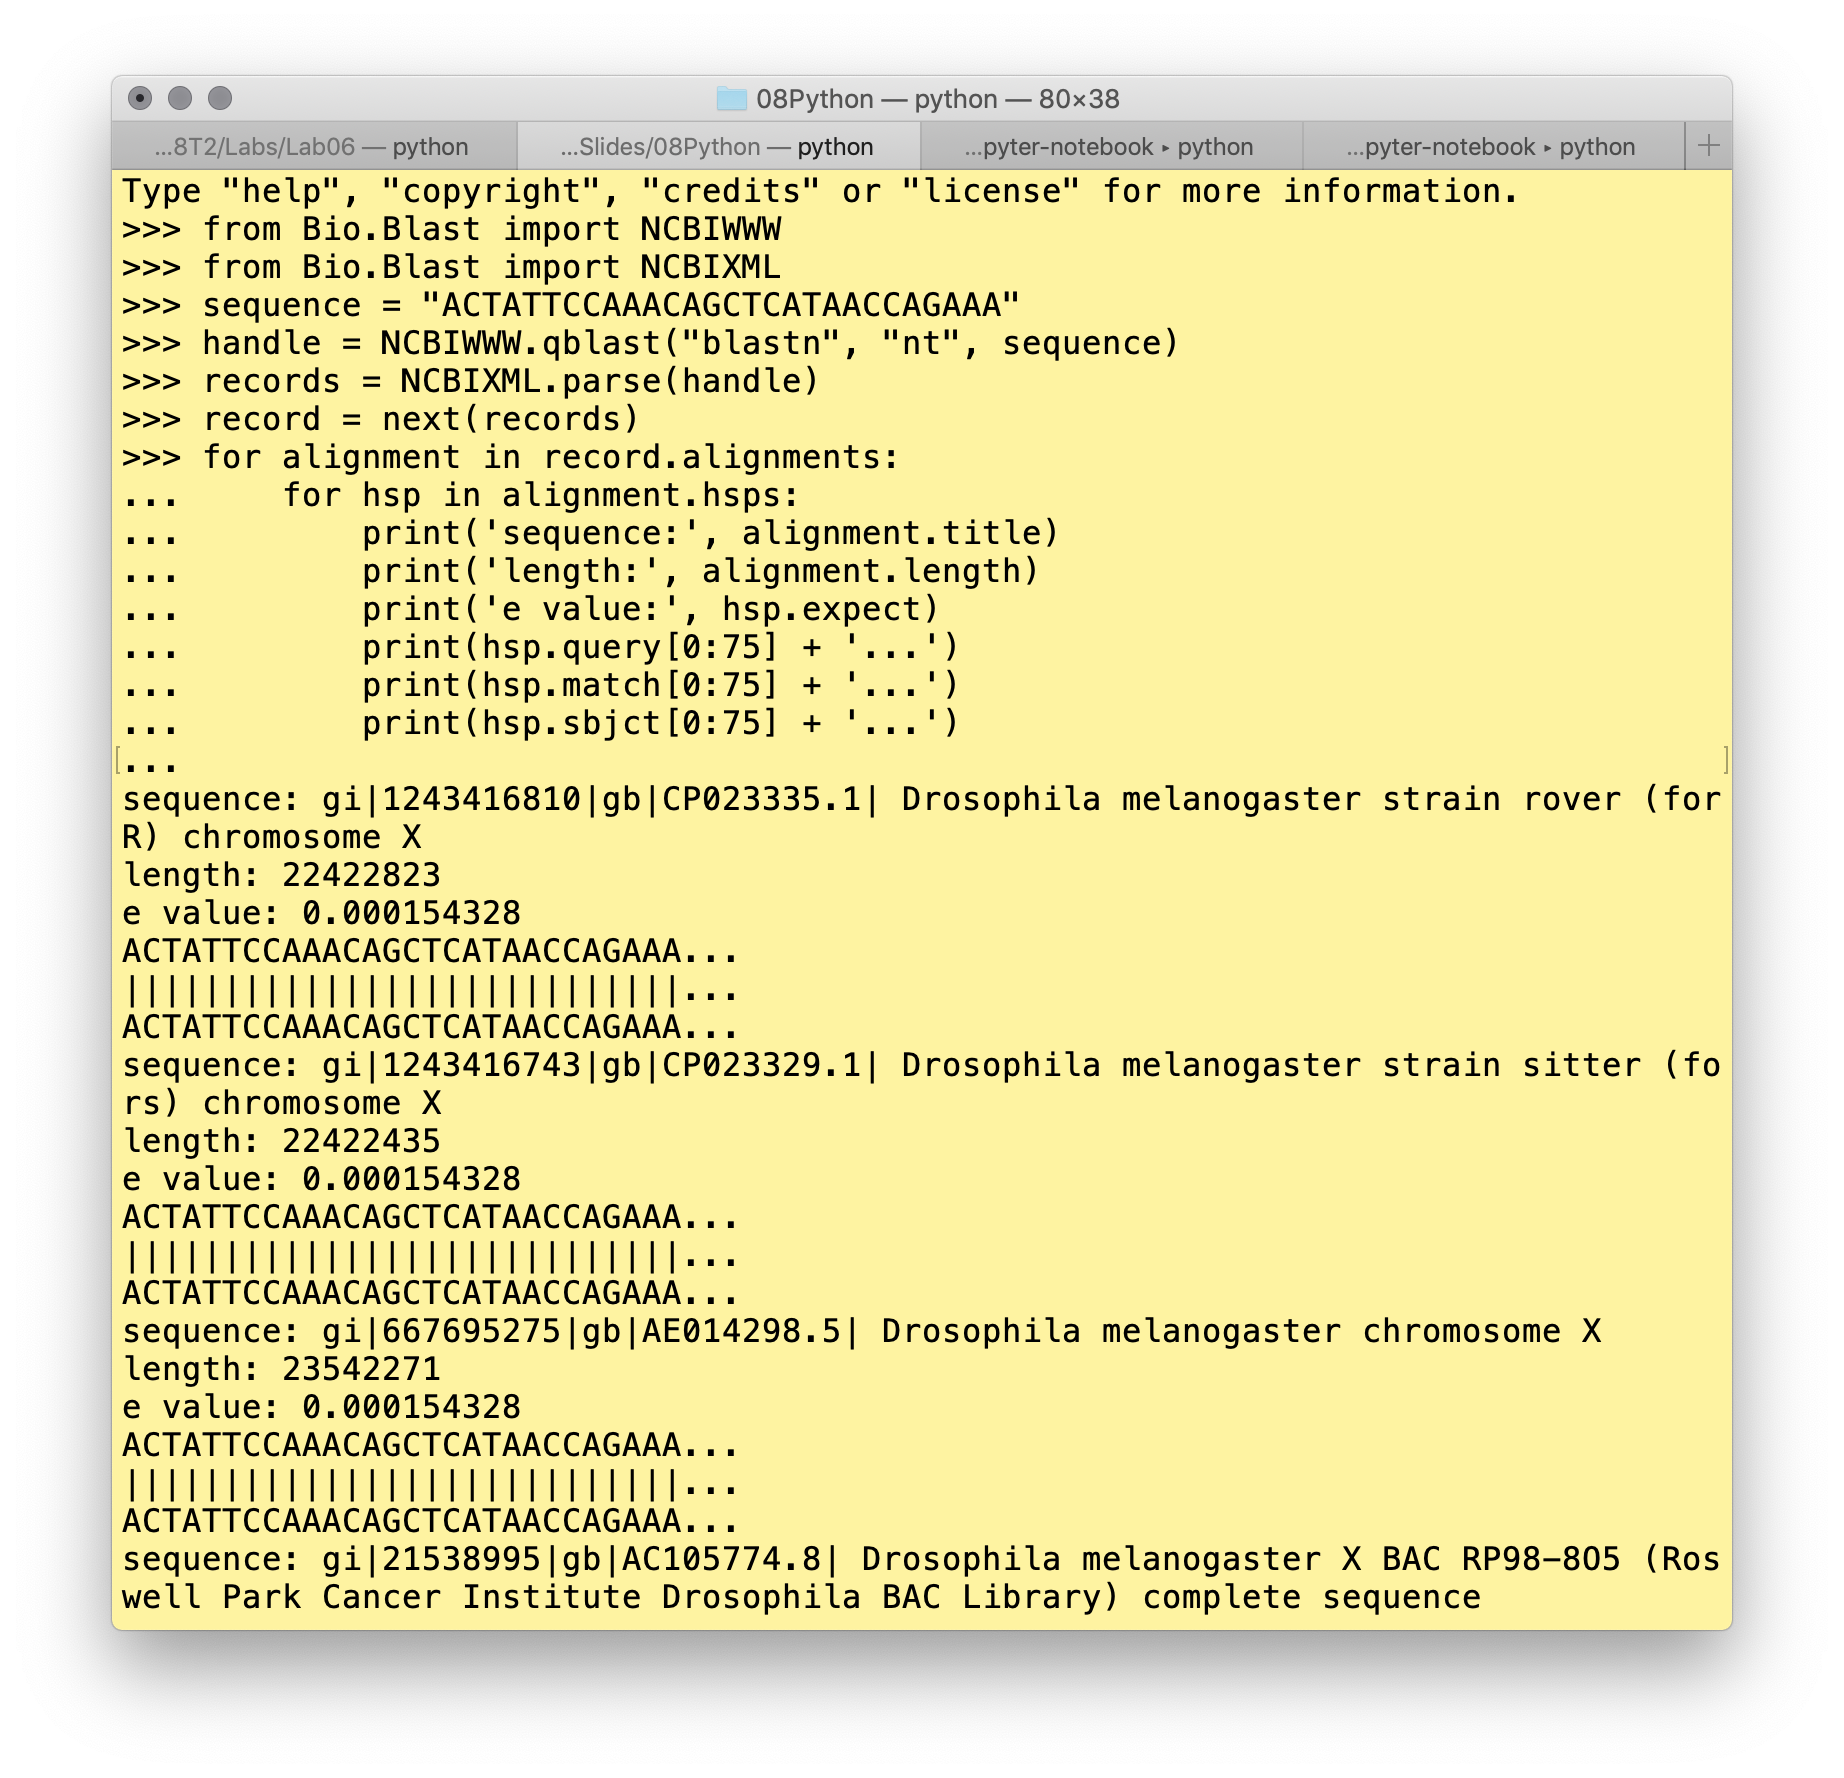 08Python — python — 80×38
...8T2/Labs/Lab06 — python
...Slides/08Python — python
...pyter-notebook ▸ python
...pyter-notebook ▸ python
+
Type "help", "copyright", "credits" or "license" for more information.
>>> from Bio.Blast import NCBIWWW
>>> from Bio.Blast import NCBIXML
>>> sequence = "ACTATTCCAAACAGCTCATAACCAGAAA"
>>> handle = NCBIWWW.qblast("blastn", "nt", sequence)
>>> records = NCBIXML.parse(handle)
>>> record = next(records)
>>> for alignment in record.alignments:
...     for hsp in alignment.hsps:
...         print('sequence:', alignment.title)
...         print('length:', alignment.length)
...         print('e value:', hsp.expect)
...         print(hsp.query[0:75] + '...')
...         print(hsp.match[0:75] + '...')
...         print(hsp.sbjct[0:75] + '...')
[...                                                                            ]
sequence: gi|1243416810|gb|CP023335.1| Drosophila melanogaster strain rover (for
R) chromosome X
length: 22422823
e value: 0.000154328
ACTATTCCAAACAGCTCATAACCAGAAA...
||||||||||||||||||||||||||||...
ACTATTCCAAACAGCTCATAACCAGAAA...
sequence: gi|1243416743|gb|CP023329.1| Drosophila melanogaster strain sitter (fo
rs) chromosome X
length: 22422435
e value: 0.000154328
ACTATTCCAAACAGCTCATAACCAGAAA...
||||||||||||||||||||||||||||...
ACTATTCCAAACAGCTCATAACCAGAAA...
sequence: gi|667695275|gb|AE014298.5| Drosophila melanogaster chromosome X
length: 23542271
e value: 0.000154328
ACTATTCCAAACAGCTCATAACCAGAAA...
||||||||||||||||||||||||||||...
ACTATTCCAAACAGCTCATAACCAGAAA...
sequence: gi|21538995|gb|AC105774.8| Drosophila melanogaster X BAC RP98-8O5 (Ros
well Park Cancer Institute Drosophila BAC Library) complete sequence